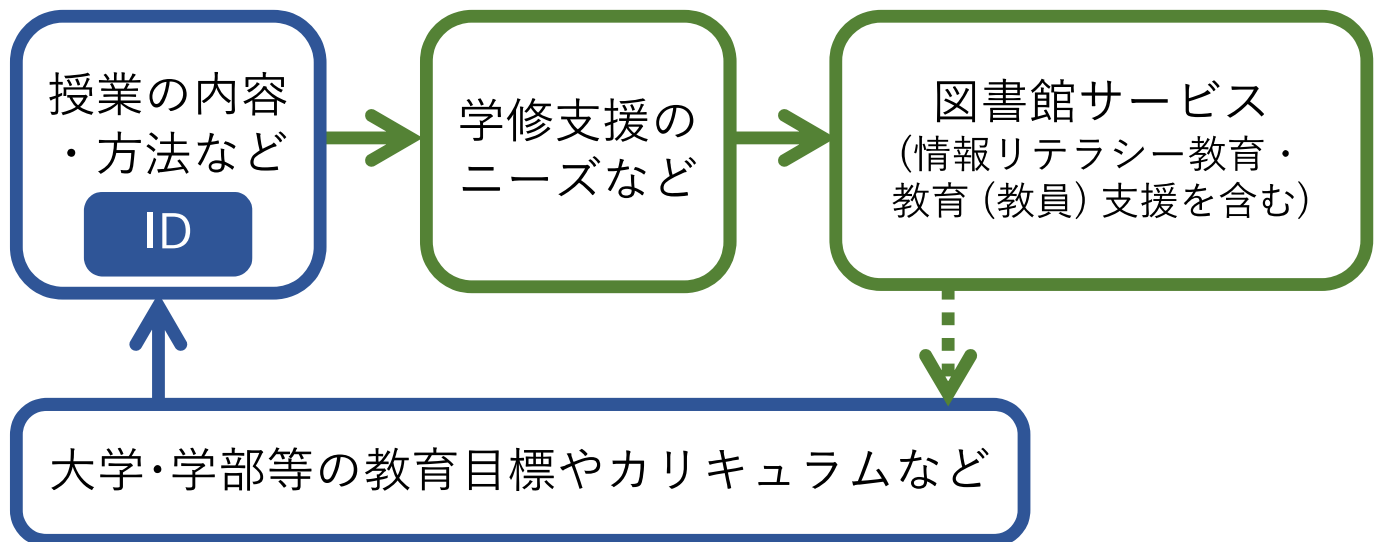 授業の内容
・方法など
ID
学修支援の
ニーズなど
図書館サービス
(情報リテラシー教育・
教育 (教員) 支援を含む)
大学・学部等の教育目標やカリキュラムなど